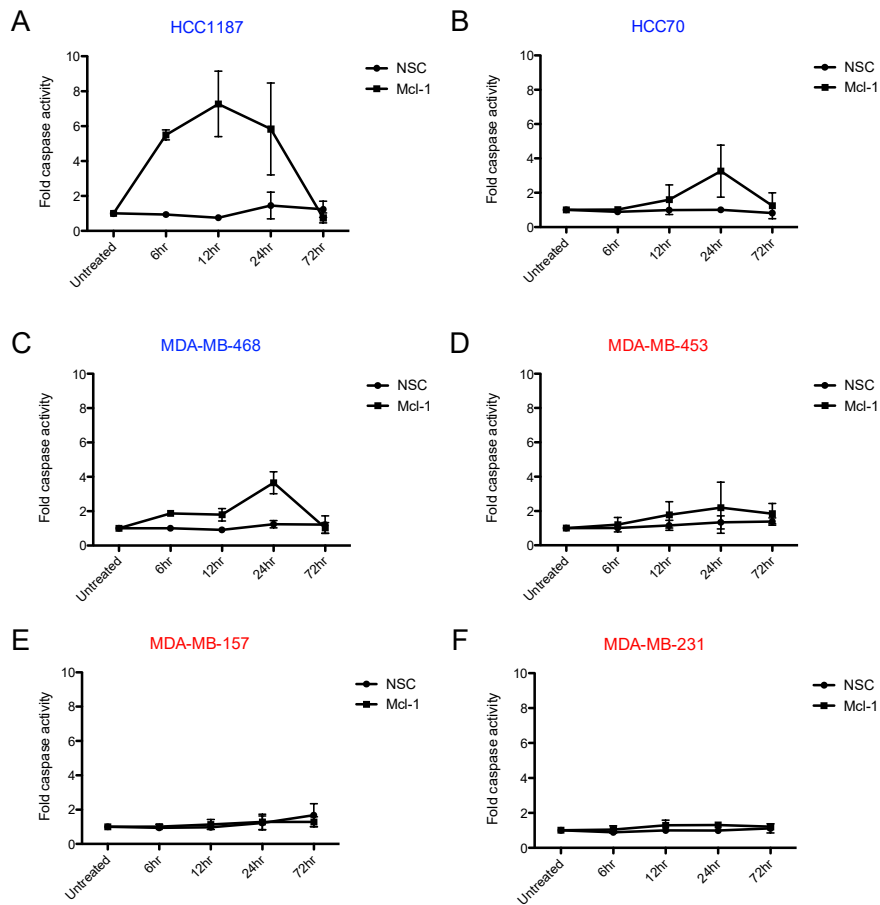 A
HCC1187
Fold caspase activity
10
8
6
4
2
0
Untreated
6hr
12hr
24hr
72hr
NSC
Mcl-1
B
HCC70
Fold caspase activity
10
8
6
4
2
0
Untreated
6hr
12hr
24hr
72hr
NSC
Mcl-1
C
MDA-MB-468
Fold caspase activity
10
8
6
4
2
0
Untreated
6hr
12hr
24hr
72hr
NSC
Mcl-1
D
MDA-MB-453
Fold caspase activity
10
8
6
4
2
0
Untreated
6hr
12hr
24hr
72hr
NSC
Mcl-1
E
MDA-MB-157
Fold caspase activity
10
8
6
4
2
0
Untreated
6hr
12hr
24hr
72hr
NSC
Mcl-1
F
MDA-MB-231
Fold caspase activity
10
8
6
4
2
0
Untreated
6hr
12hr
24hr
72hr
NSC
Mcl-1